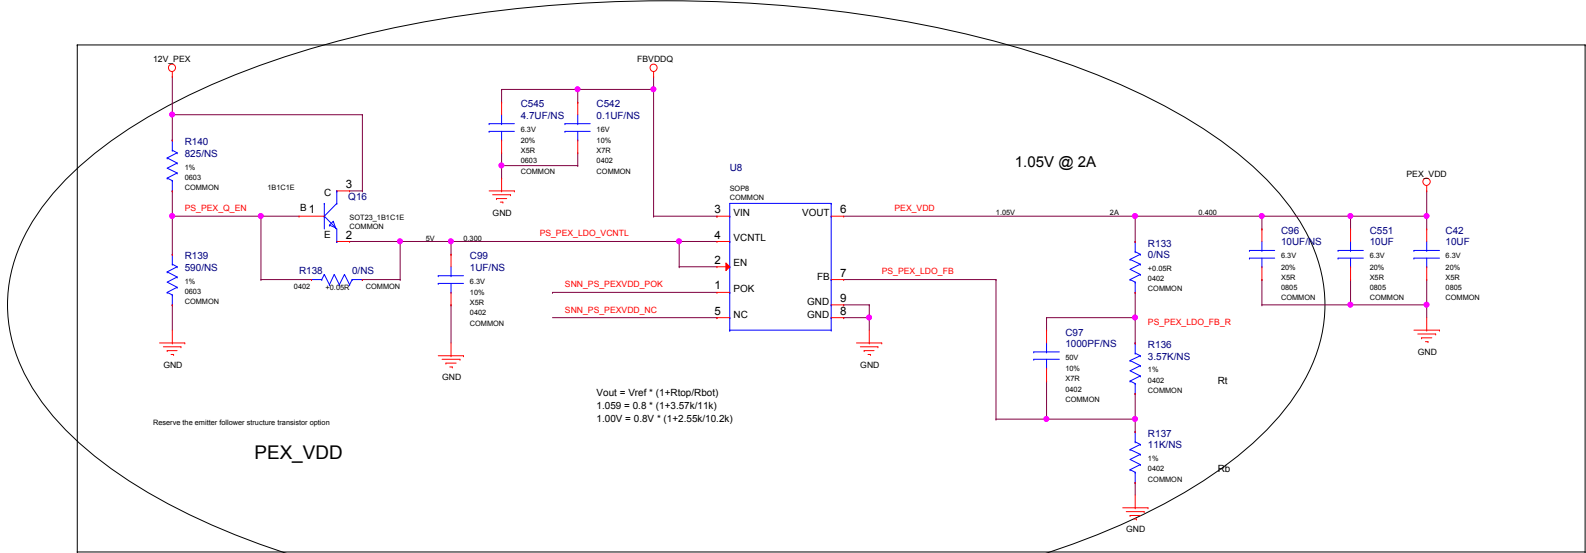 12V_PEX
R140
825/NS
1%
0603
COMMON
1B1C1E
C
3
Q16
PS_PEX_Q_EN
B
1
SOT23_1B1C1E
COMMON
E
2
R139
590/NS
1%
0603
COMMON
R138
0/NS
0402
+0.05R
COMMON
GND
5V
0.300
PS_PEX_LDO_VCNTL
C99
1UF/NS
6.3V
10%
X5R
0402
COMMON
GND
FBVDDQ
C545
4.7UF/NS
6.3V
20%
X5R
0603
COMMON
C542
0.1UF/NS
16V
10%
X7R
0402
COMMON
GND
SNN_PS_PEXVDD_POK
SNN_PS_PEXVDD_NC
U8
SOP8
COMMON
3
VIN
4
VCNTL
2
EN
1
POK
5
NC
VOUT
6
FB
7
GND
9
GND
8
GND
1.05V @ 2A
PEX_VDD
1.05V
2A
0.400
PS_PEX_LDO_FB
R133
0/NS
+0.05R
0402
COMMON
PS_PEX_LDO_FB_R
C97
1000PF/NS
50V
10%
X7R
0402
COMMON
R136
3.57K/NS
1%
0402
COMMON
Rt
R137
11K/NS
1%
0402
COMMON
Rb
GND
PEX_VDD
C96
10UF/NS
6.3V
20%
X5R
0805
COMMON
C551
10UF
6.3V
20%
X5R
0805
COMMON
C42
10UF
6.3V
20%
X5R
0805
COMMON
GND
Vout = Vref * (1+Rtop/Rbot)
1.059 = 0.8 * (1+3.57k/11k)
1.00V = 0.8V * (1+2.55k/10.2k)
Reserve the emitter follower structure transistor option
PEX_VDD